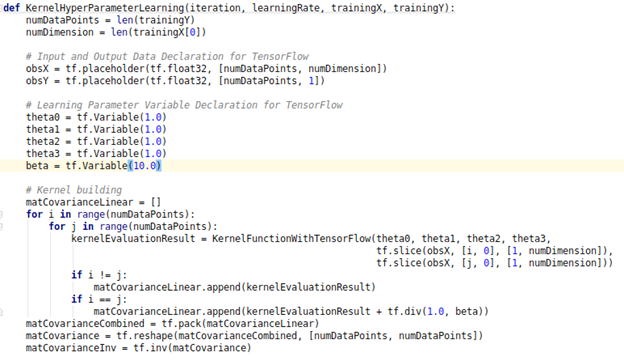 def KernelHyperParameterLearning(iteration, learningRate, trainingX, trainingY):
    numDataPoints = len(trainingY)
    numDimension = len(trainingX[0])

    # Input and Output Data Declaration for TensorFlow
    obsX = tf.placeholder(tf.float32, [numDataPoints, numDimension])
    obsY = tf.placeholder(tf.float32, [numDataPoints, 1])

    # Learning Parameter Variable Declaration for TensorFlow
    theta0 = tf.Variable(1.0)
    theta1 = tf.Variable(1.0)
    theta2 = tf.Variable(1.0)
    theta3 = tf.Variable(1.0)
    beta = tf.Variable(10.0)

    # Kernel building
    matCovarianceLinear = []
    for i in range(numDataPoints):
        for j in range(numDataPoints):
            kernelEvaluationResult = KernelFunctionWithTensorFlow(theta0, theta1, theta2, theta3,
                                                                  tf.slice(obsX, [i, 0], [1, numDimension]),
                                                                  tf.slice(obsX, [j, 0], [1, numDimension]))
            if i != j:
                matCovarianceLinear.append(kernelEvaluationResult)
            if i == j:
                matCovarianceLinear.append(kernelEvaluationResult + tf.div(1.0, beta))
    matCovarianceCombined = tf.pack(matCovarianceLinear)
    matCovariance = tf.reshape(matCovarianceCombined, [numDataPoints, numDataPoints])
    matCovarianceInv = tf.inv(matCovariance)